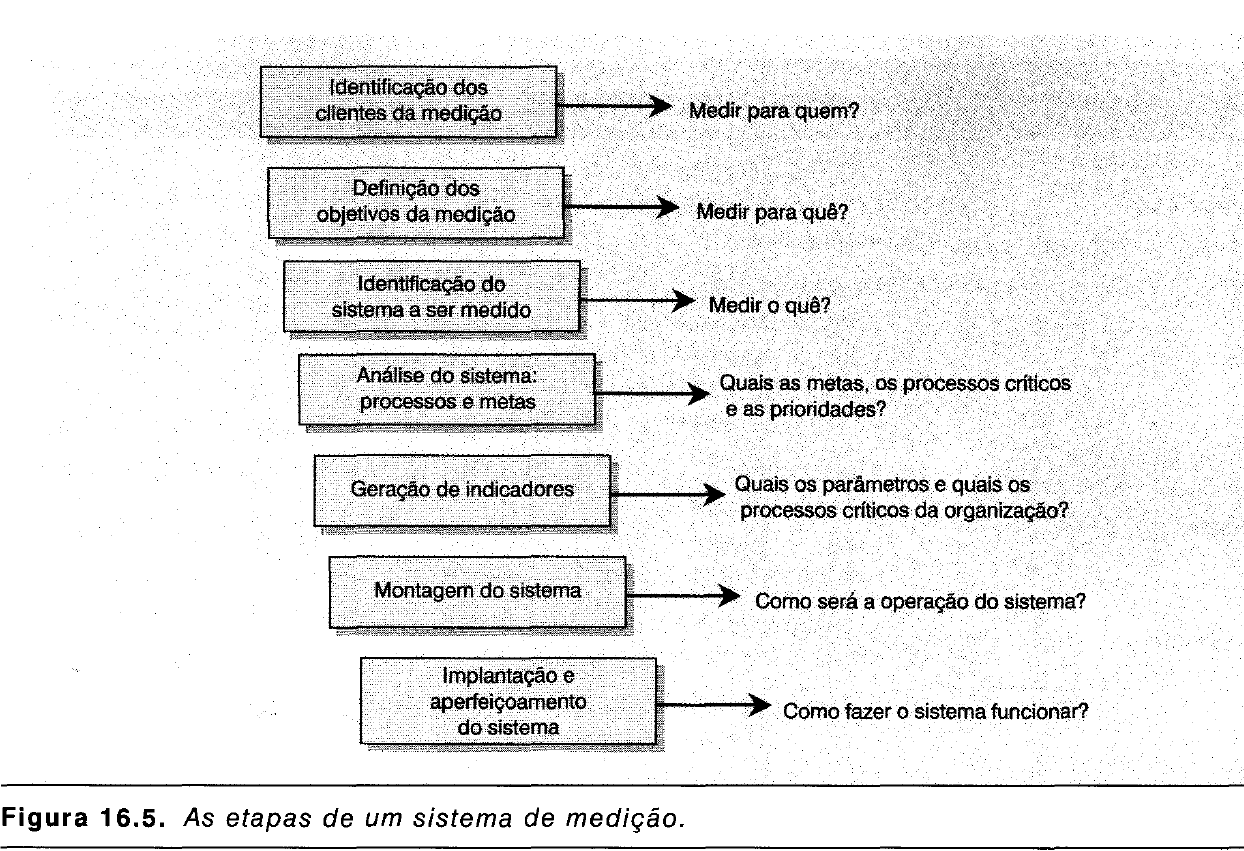 Identificação dos
clientes da medição
Medir para quem?
Definição dos
objetivos da medição
Medir para quê?
Identificação do
sistema a ser medido
Medir o quê?
Análise do sistema:
processos e metas
Quais as metas, os processos críticos
e as prioridades?
Geração de indicadores
Quais os parâmetros e quais os
processos críticos da organização?
Montagem do sistema
Como será a operação do sistema?
Implantação e
aperfeiçoamento
do sistema
Como fazer o sistema funcionar?
Figura 16.5. As etapas de um sistema de medição.